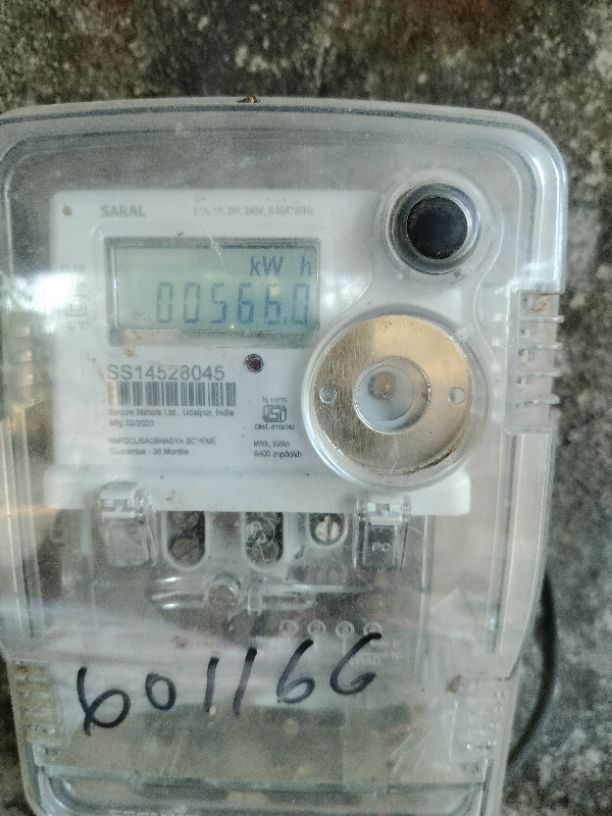 SARAL
kW h
00566.0
SS14528045
Secure Meters Ltd., Udaipur, India
Mfg 02/2020
Guarantee - 36 Months
kWh, kVAh
6400 imp/kWh
601166